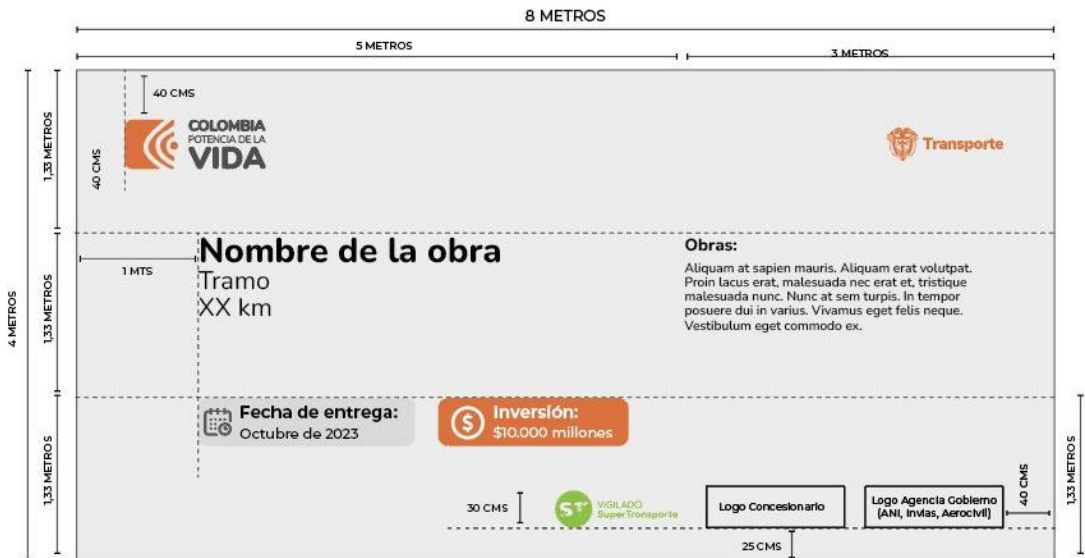 8 METROS
5 METROS
3 METROS
40 CMS
COLOMBIA
POTENCIA DE LA
VIDA
Transporte
1,33 METROS
40 CMS
Nombre de la obra
Tramo
XX km
1 MTS
Obras:
Aliquam at sapien mauris. Aliquam erat volutpat.
Proin lacus erat, malesuada nec erat et, tristique
malesuada nunc. Nunc at sem turpis. In tempor
posuere dui in varius. Vivamus eget felis neque.
Vestibulum eget commodo ex.
4 METROS
1,33 METROS
Fecha de entrega:
Octubre de 2023
$
Inversión:
$10.000 millones
1,33 METROS
30 CMS
ST
VIGILADO
SuperTransporte
Logo Concesionario
Logo Agencia Gobierno
(ANI, Invias, Aerocivil)
40 CMS
1,33 METROS
25 CMS